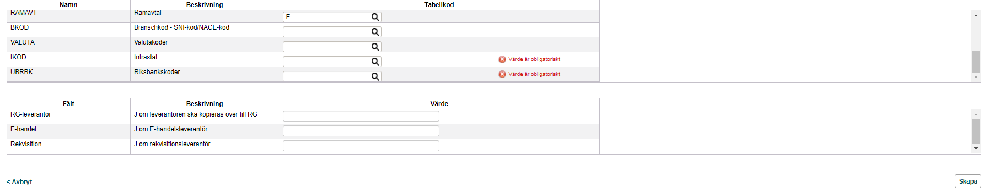 Namn Beskrivning Tabellkod
RAMAVT Ramavtal E
BKOD Branschkod - SNI-kod/NACE-kod
VALUTA Valutakoder
IKOD Intrastat Värde är obligatoriskt
UBRBK Riksbankskoder Värde är obligatoriskt
Fält Beskrivning Värde
RG-leverantör J om leverantören ska kopieras över till RG
E-handel J om E-handelsleverantör
Rekvisition J om rekvisitionsleverantör
< Avbryt Skapa